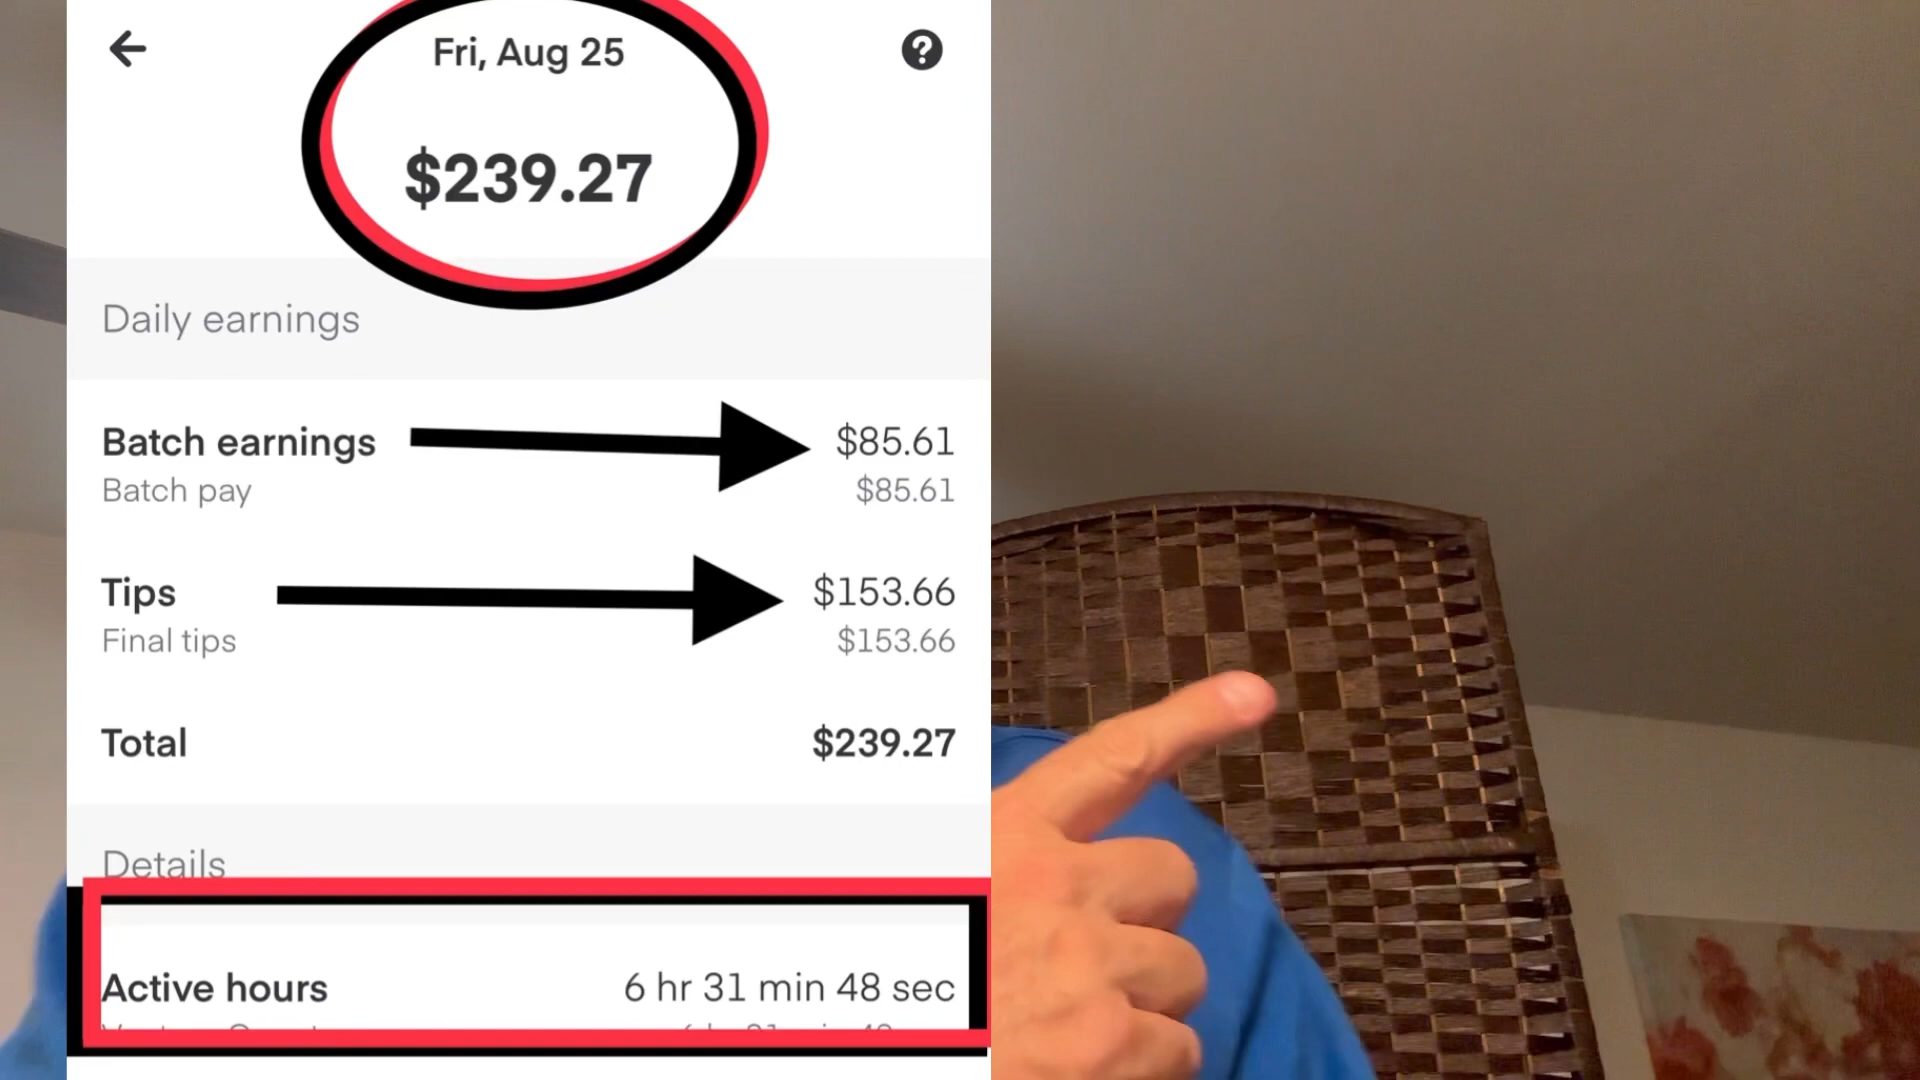 Fri, Aug 25
$239.27
Daily earnings
Batch earnings $85.61
Batch pay $85.61
Tips $153.66
Final tips $153.66
Total $239.27
Details
Active hours 6 hr 31 min 48 sec